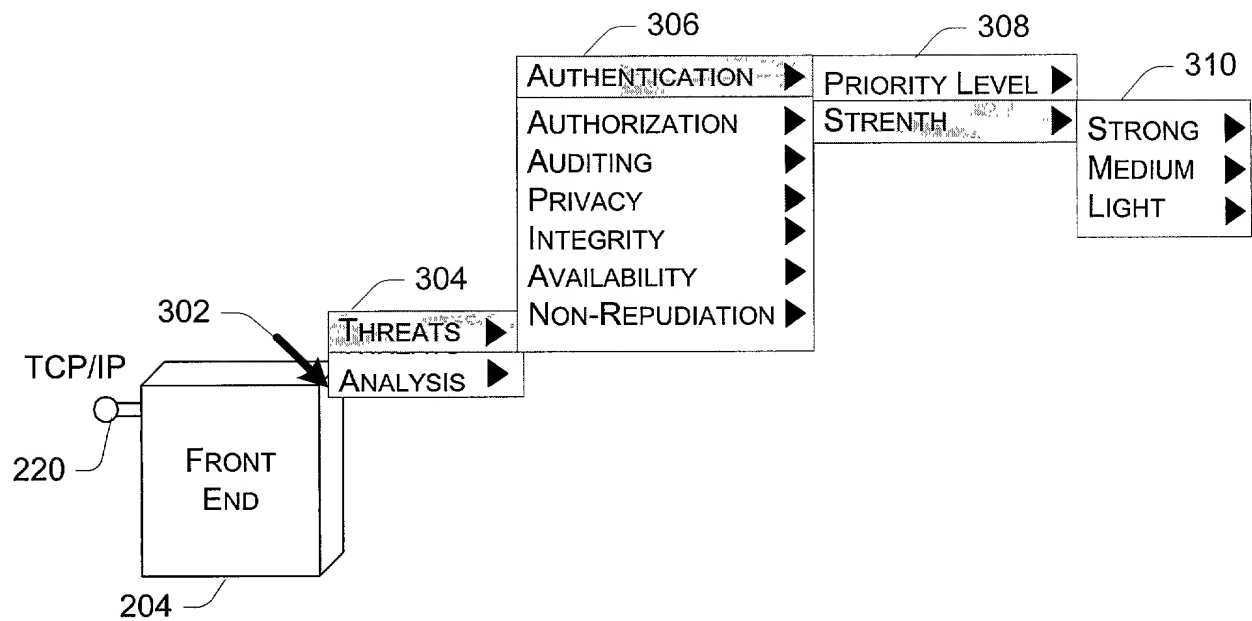 306
308
310
AUTHENTICATION
AUTHORIZATION
AUDITING
PRIVACY
INTEGRITY
AVAILABILITY
NON-REPUDIATION
PRIORITY LEVEL
STRENTH
STRONG
MEDIUM
LIGHT
304
302
THREATS
ANALYSIS
TCP/IP
220
FRONT
END
204